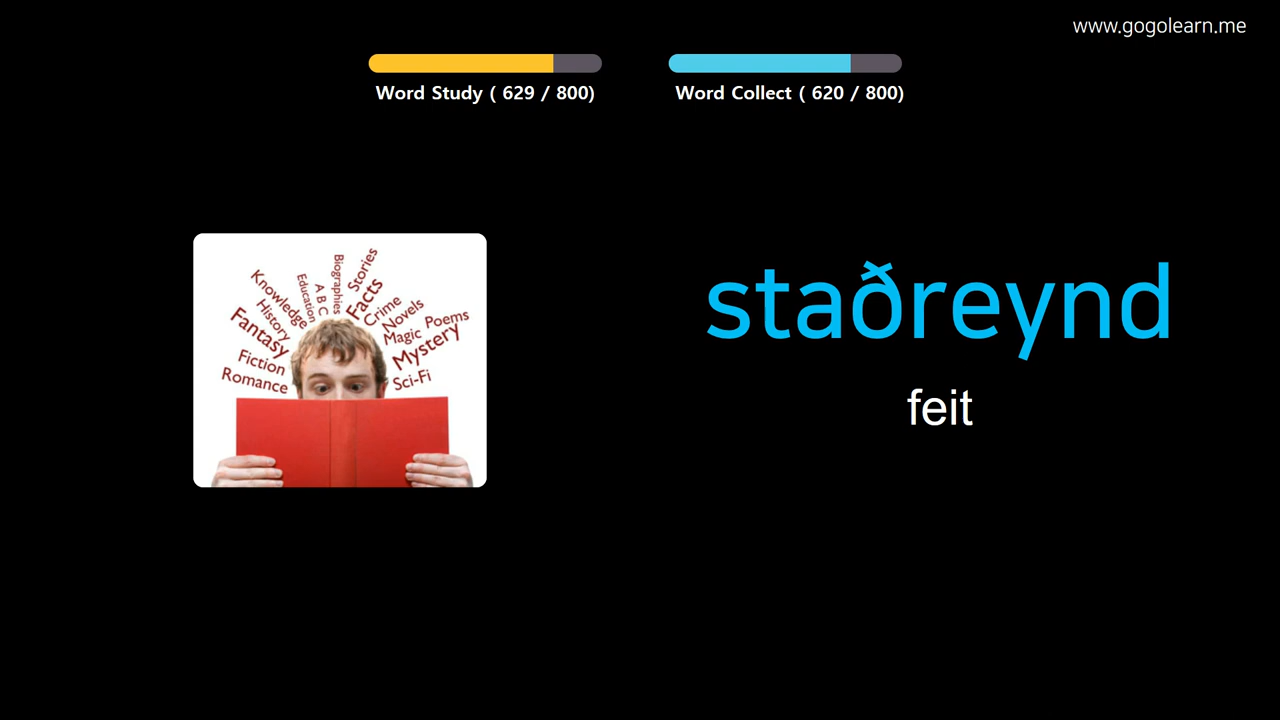 www.gogolearn.me
Word Study ( 629 / 800)
Word Collect ( 620 / 800)
staðreynd
feit
Knowledge
History
Fantasy
Fiction
Romance
Education
A B C
Biographies
Stories
Facts
Crime
Novels
Magic
Poems
Mystery
Sci-Fi